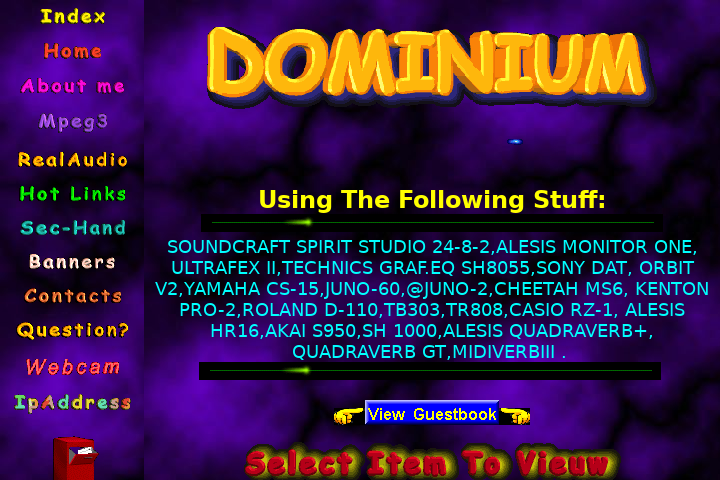 Index
Home
About me
Mpeg3
RealAudio
Hot Links
Sec-Hand
Banners
Contacts
Question?
Webcam
IpAddress
DOMINIUM
Using The Following Stuff:
SOUNDCRAFT SPIRIT STUDIO 24-8-2,ALESIS MONITOR ONE,
ULTRAFEX II,TECHNICS GRAF.EQ SH8055,SONY DAT, ORBIT
V2,YAMAHA CS-15,JUNO-60,@JUNO-2,CHEETAH MS6, KENTON
PRO-2,ROLAND D-110,TB303,TR808,CASIO RZ-1, ALESIS
HR16,AKAI S950,SH 1000,ALESIS QUADRAVERB+,
QUADRAVERB GT,MIDIVERBIII .
View Guestbook
Select Item To Vieuw